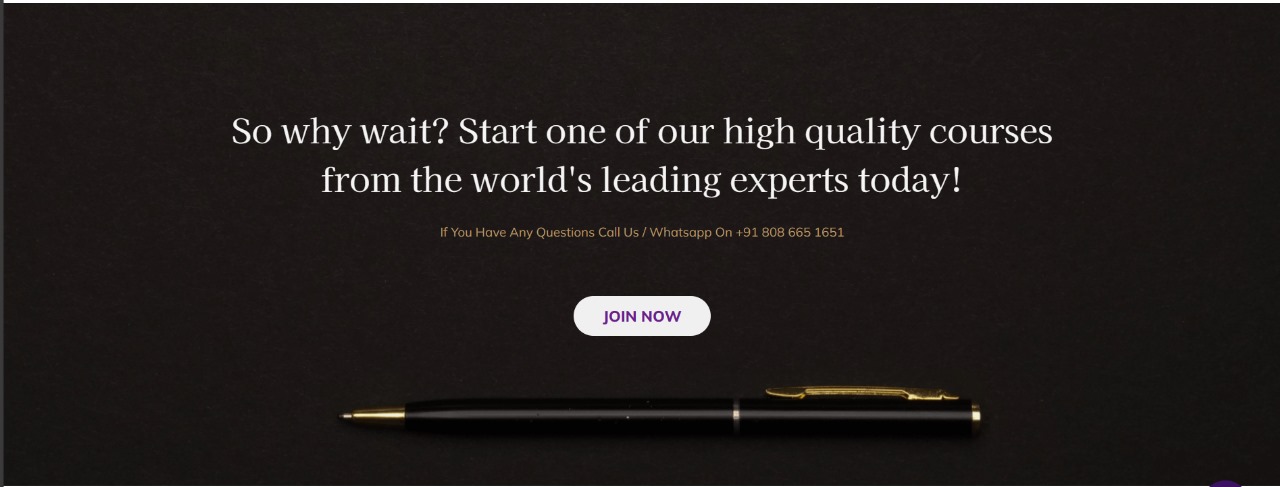 So why wait? Start one of our high quality courses
from the world's leading experts today!
If You Have Any Questions Call Us / Whatsapp On +91 808 665 1651
JOIN NOW